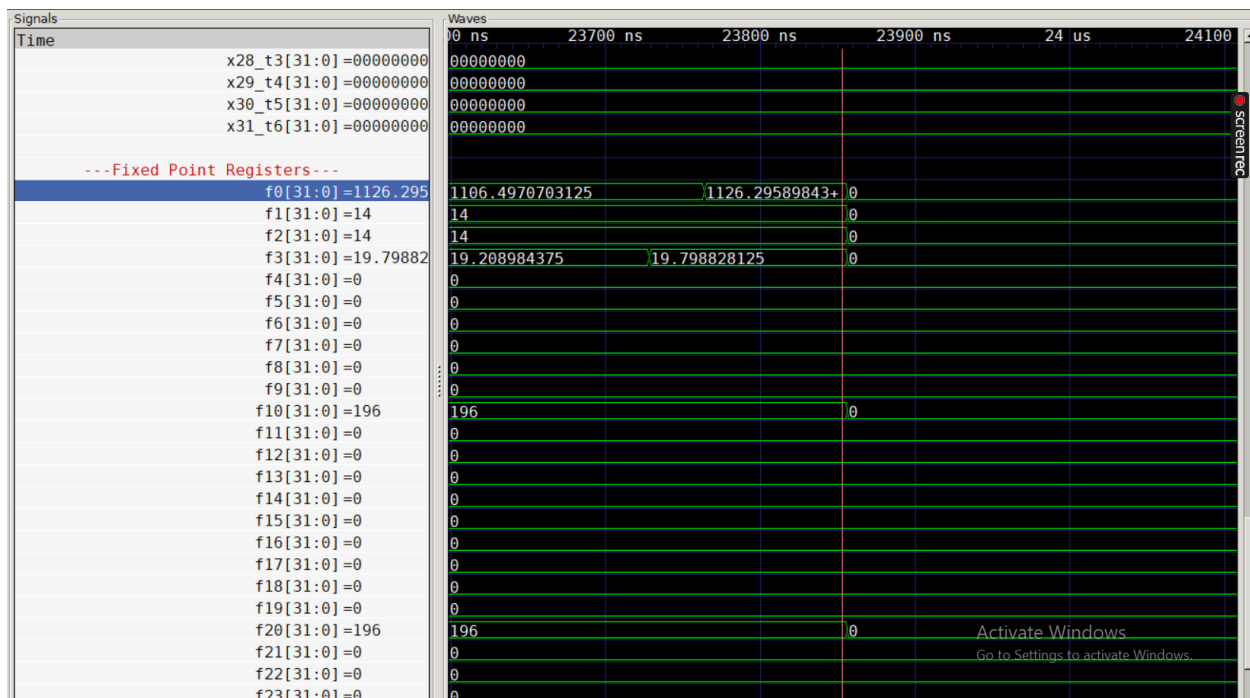 Signals
Waves
Time
00 ns 23700 ns 23800 ns 23900 ns 24 us 24100
x28_t3[31:0]=00000000 00000000
x29_t4[31:0]=00000000 00000000
x30_t5[31:0]=00000000 00000000
x31_t6[31:0]=00000000 00000000
---Fixed Point Registers---
f0[31:0]=1126.295 1106.4970703125 1126.29589843+ 0
f1[31:0]=14 14 0
f2[31:0]=14 14 0
f3[31:0]=19.79882 19.208984375 19.798828125 0
f4[31:0]=0 0
f5[31:0]=0 0
f6[31:0]=0 0
f7[31:0]=0 0
f8[31:0]=0 0
f9[31:0]=0 0
f10[31:0]=196 196 0
f11[31:0]=0 0
f12[31:0]=0 0
f13[31:0]=0 0
f14[31:0]=0 0
f15[31:0]=0 0
f16[31:0]=0 0
f17[31:0]=0 0
f18[31:0]=0 0
f19[31:0]=0 0
f20[31:0]=196 196 0
f21[31:0]=0 0
f22[31:0]=0 0
f23[31:0]=0 0
screenrec
Activate Windows
Go to Settings to activate Windows.